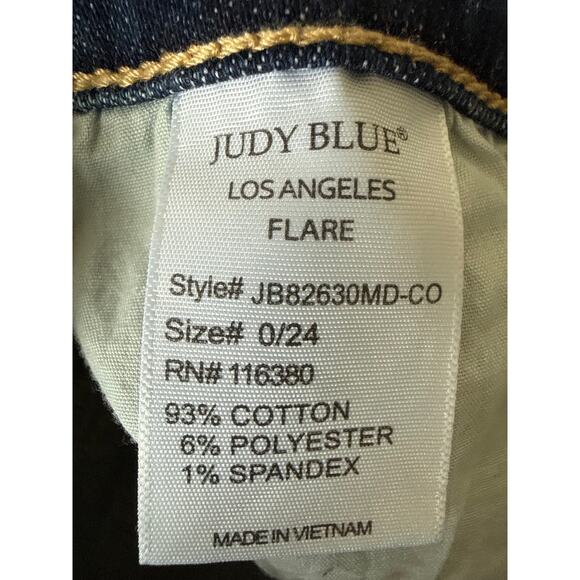 JUDY BLUE®
LOS ANGELES
FLARE
Style# JB82630MD-CO
Size# 0/24
RN# 116380
93% COTTON
6% POLYESTER
1% SPANDEX
MADE IN VIETNAM